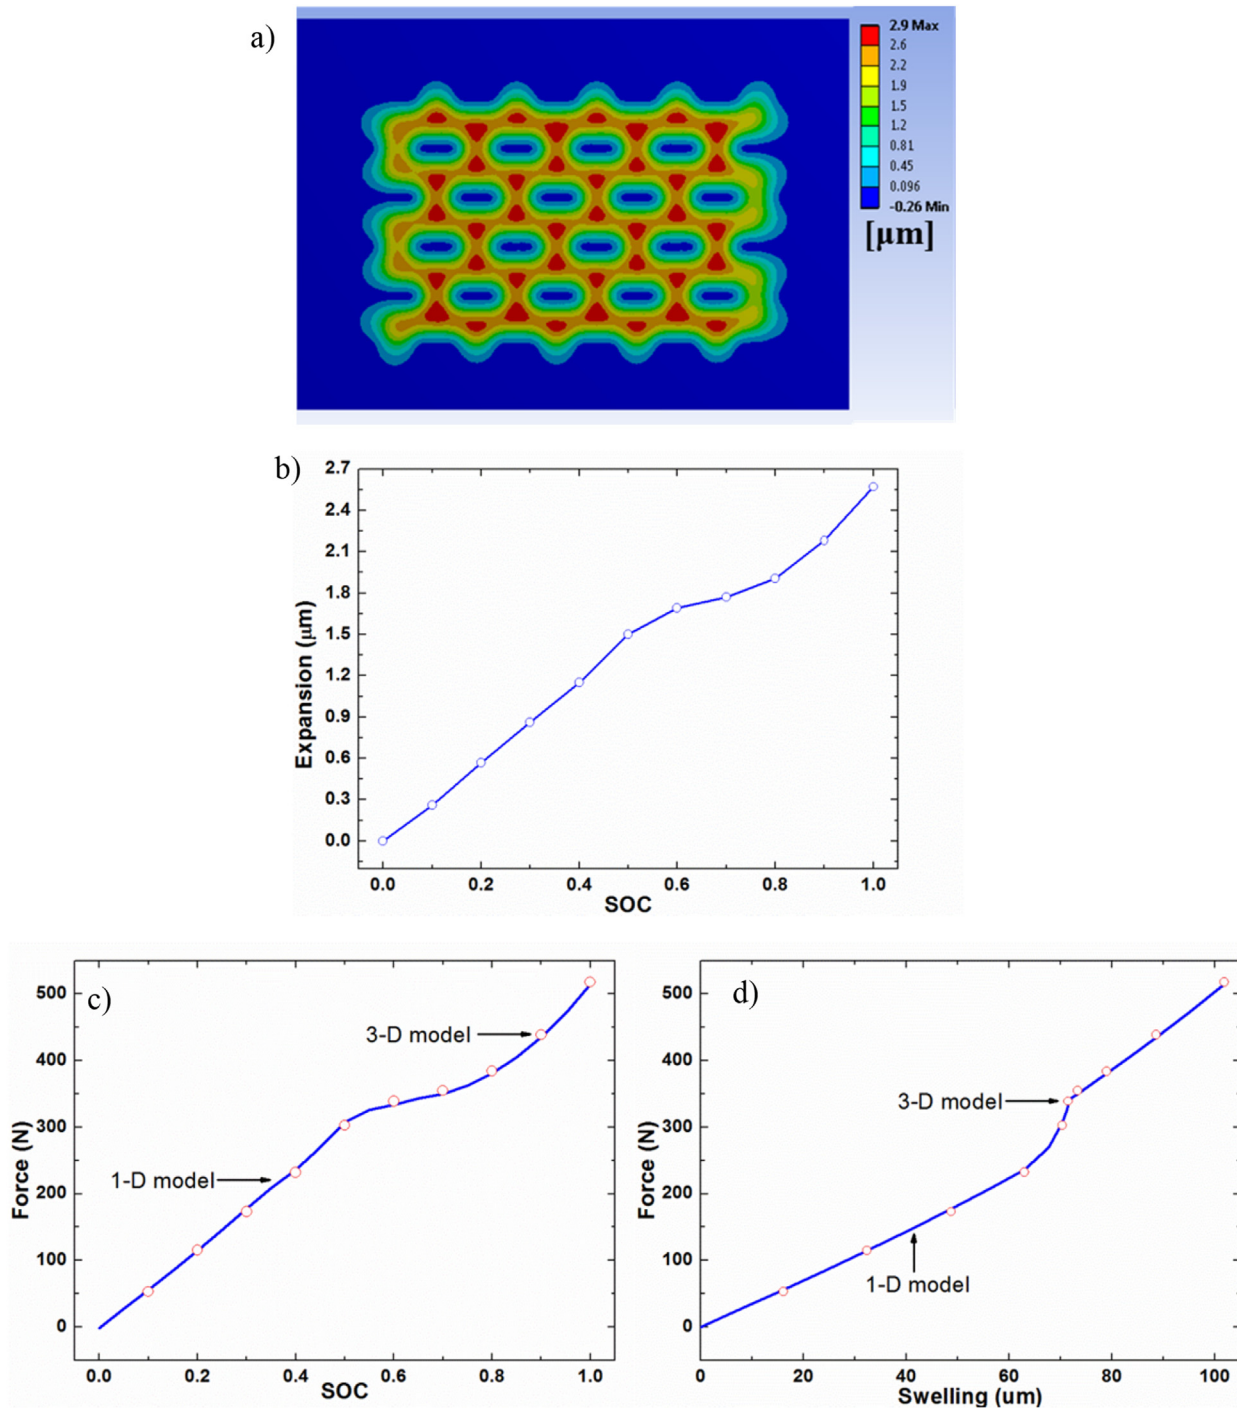 a)
2.9 Max
2.6
2.2
1.9
1.5
1.2
0.81
0.45
0.096
-0.26 Min
[µm]
b)
2.7
2.4
2.1
1.8
1.5
1.2
0.9
0.6
0.3
0.0
Expansion (µm)
0.0 0.2 0.4 0.6 0.8 1.0
SOC
c)
500
400
300
200
100
0
Force (N)
3-D model
1-D model
0.0 0.2 0.4 0.6 0.8 1.0
SOC
d)
500
400
300
200
100
0
Force (N)
3-D model
1-D model
0 20 40 60 80 100
Swelling (um)